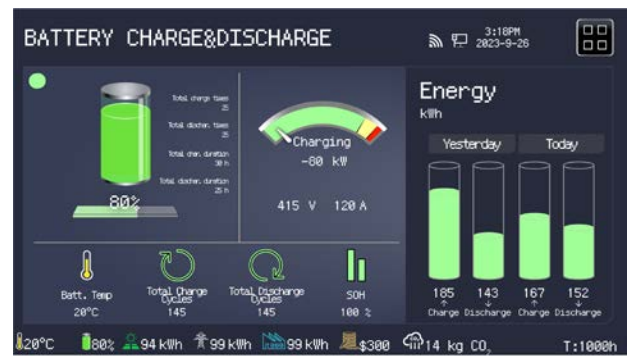 BATTERY CHARGE&DISCHARGE
3:18PM
2023-9-26
Total charge times
25
Total dischar. times
25
Total char. duration
30 h
Total dischar. duration
25 h
80%
Charging
-80 kW
415 V 120 A
Energy
kWh
Yesterday Today
185 143 167 152
Charge Discharge Charge Discharge
Batt. Temp
20°C
Total Charge
Cycles
145
Total Discharge
Cycles
145
SOH
100 %
20°C 80% 94 kWh 99 kWh 99 kWh $300 14 kg CO₂ T:1000h